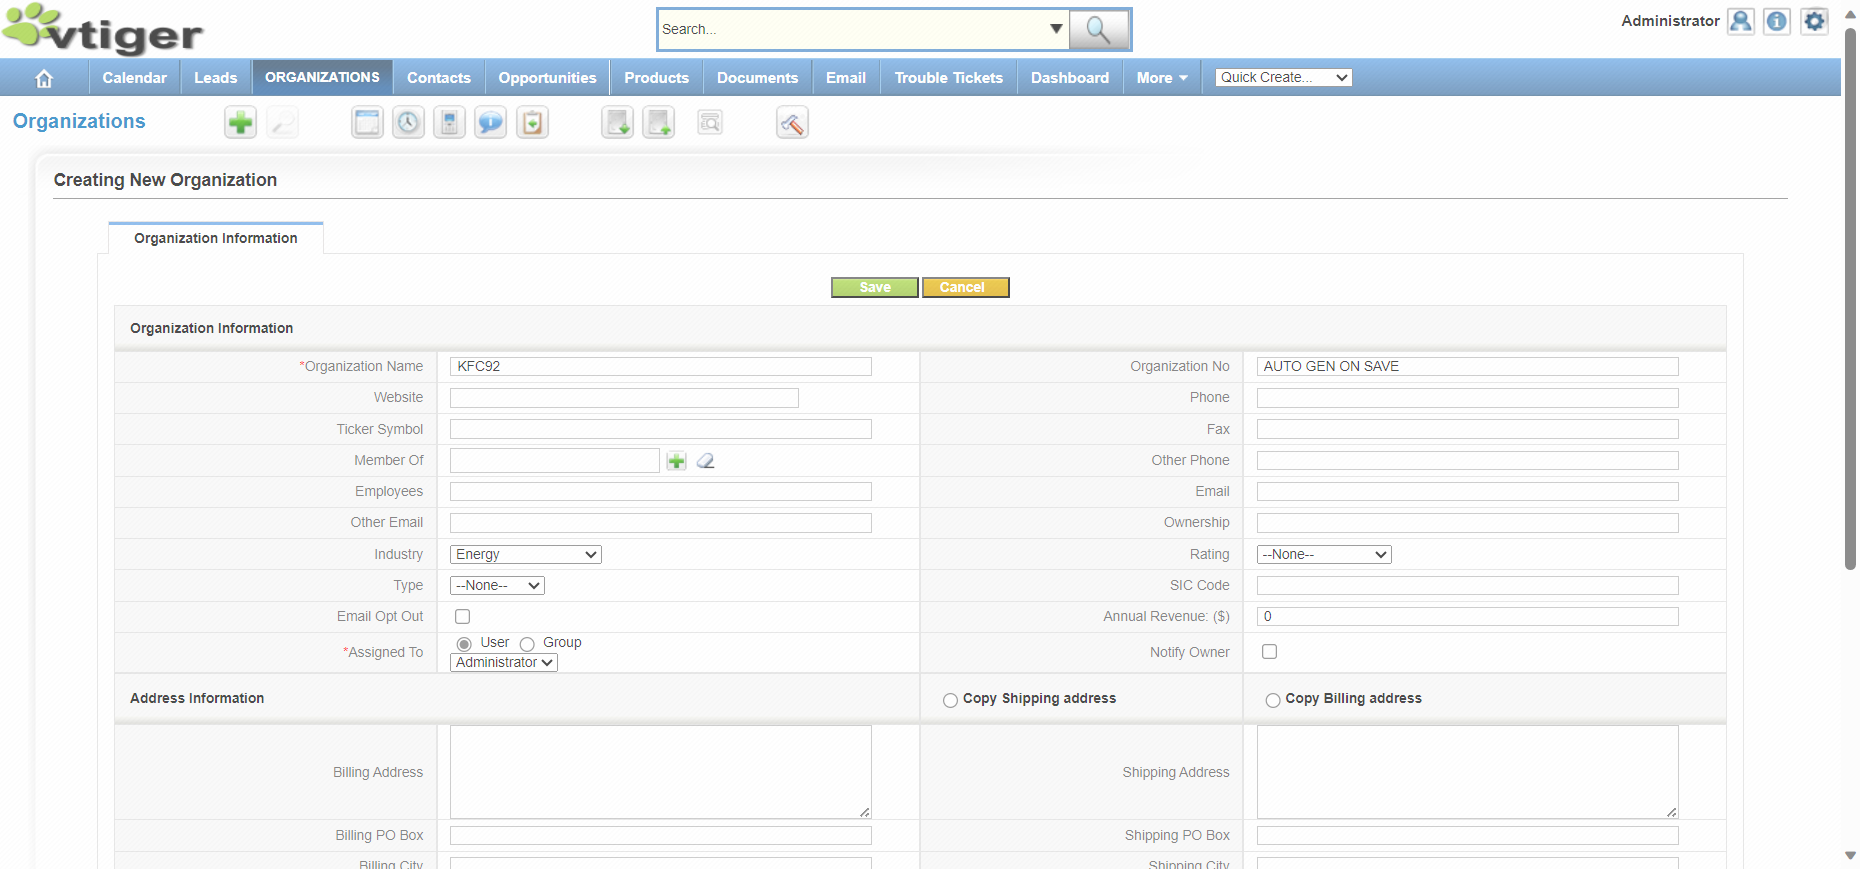 vtiger
Search...
Administrator
Calendar Leads ORGANIZATIONS Contacts Opportunities Products Documents Email Trouble Tickets Dashboard More Quick Create...
Organizations
Creating New Organization
Organization Information
Save Cancel
Organization Information
*Organization Name KFC92 Organization No AUTO GEN ON SAVE
Website Phone
Ticker Symbol Fax
Member Of Other Phone
Employees Email
Other Email Ownership
Industry Energy Rating --None--
Type --None-- SIC Code
Email Opt Out Annual Revenue: ($) 0
*Assigned To User Group Notify Owner
Administrator
Address Information Copy Shipping address Copy Billing address
Billing Address Shipping Address
Billing PO Box Shipping PO Box
Billing City Shipping City